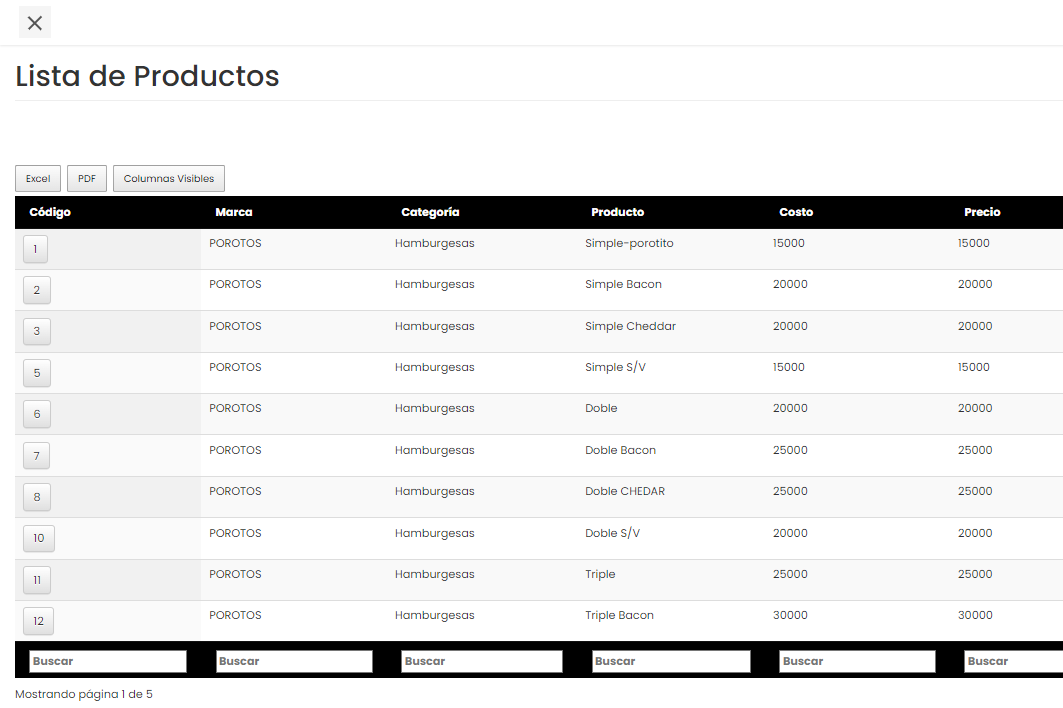 Lista de Productos
Excel PDF Columnas Visibles
Código Marca Categoría Producto Costo Precio
1 POROTOS Hamburgesas Simple-porotito 15000 15000
2 POROTOS Hamburgesas Simple Bacon 20000 20000
3 POROTOS Hamburgesas Simple Cheddar 20000 20000
5 POROTOS Hamburgesas Simple S/V 15000 15000
6 POROTOS Hamburgesas Doble 20000 20000
7 POROTOS Hamburgesas Doble Bacon 25000 25000
8 POROTOS Hamburgesas Doble CHEDAR 25000 25000
10 POROTOS Hamburgesas Doble S/V 20000 20000
11 POROTOS Hamburgesas Triple 25000 25000
12 POROTOS Hamburgesas Triple Bacon 30000 30000
Buscar Buscar Buscar Buscar Buscar Buscar
Mostrando página 1 de 5